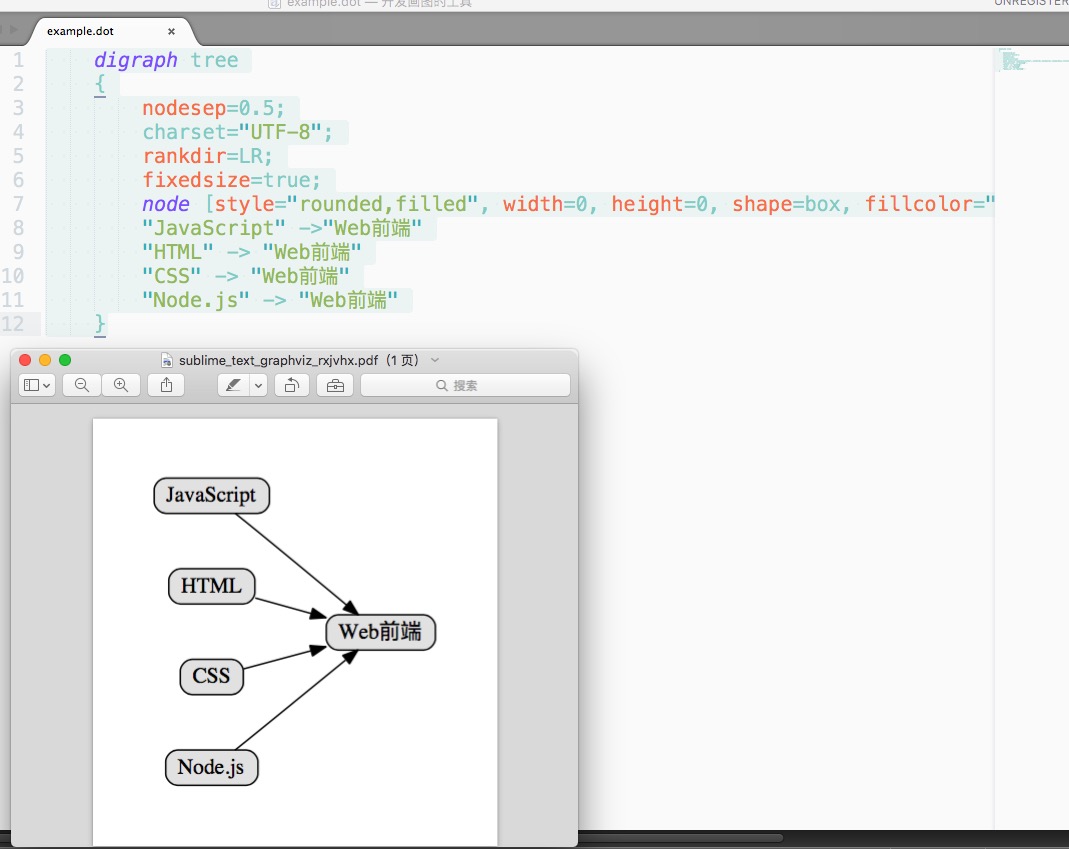 example.dot — 开发画图的工具
UNREGISTER
example.dot
1 digraph tree
2 {
3 nodesep=0.5;
4 charset="UTF-8";
5 rankdir=LR;
6 fixedsize=true;
7 node [style="rounded,filled", width=0, height=0, shape=box, fillcolor="
8 "JavaScript" ->"Web前端"
9 "HTML" -> "Web前端"
10 "CSS" -> "Web前端"
11 "Node.js" -> "Web前端"
12 }
sublime_text_graphviz_rxjvhx.pdf（1 页）
搜索
JavaScript
HTML
Web前端
CSS
Node.js